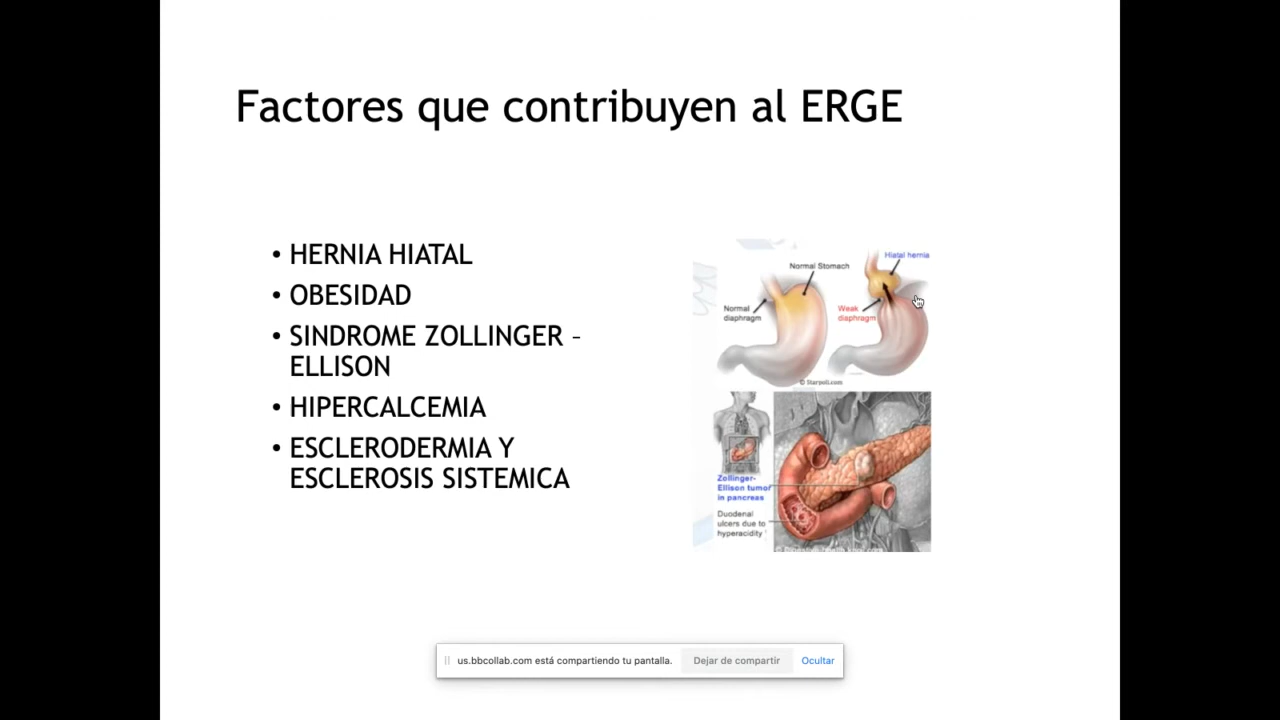 Factores que contribuyen al ERGE
• HERNIA HIATAL
• OBESIDAD
• SINDROME ZOLLINGER –
ELLISON
• HIPERCALCEMIA
• ESCLERODERMIA Y
ESCLEROSIS SISTEMICA
Hiatal hernia
Normal Stomach
Normal
diaphragm
Weak
diaphragm
Zollinger-
Ellison tumor
in pancreas
Duodenal
ulcers due to
hyperacidity
us.bbcollab.com está compartiendo tu pantalla.
Dejar de compartir
Ocultar